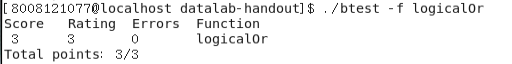 [8008121077@localhost datalab-handout]$ ./btest -f logicalOr
Score Rating Errors Function
3 3 0 logicalOr
Total points: 3/3